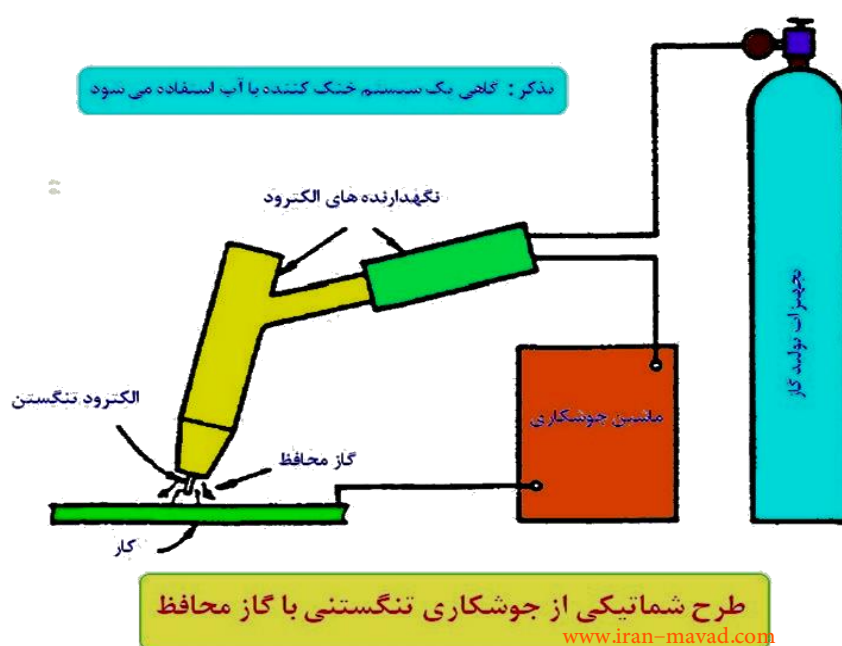 تذکر: گاهی یک سیستم خنک کننده با آب استفاده می شود
نگهدارنده های الکترود
تجهیزات تولید گاز
الکترود تنگستن
ماشین جوشکاری
گاز محافظ
کار
طرح شماتیکی از جوشکاری تنگستنی با گاز محافظ
www.iran-mavad.com